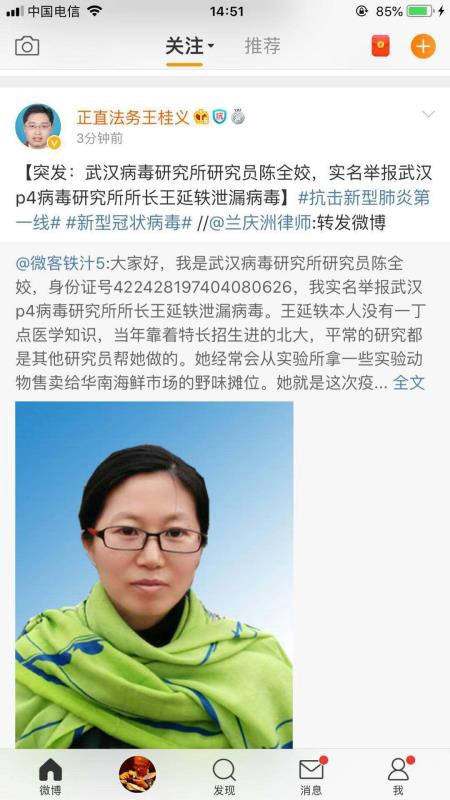 中国电信 14:51 85%
关注 推荐
正直法务王桂义
3分钟前
【突发：武汉病毒研究所研究员陈全姣，实名举报武汉
p4病毒研究所所长王延轶泄漏病毒】#抗击新型肺炎第
一线# #新型冠状病毒# //@兰庆洲律师:转发微博
@微客铁汁5:大家好，我是武汉病毒研究所研究员陈全
姣，身份证号422428197404080626，我实名举报武汉
p4病毒研究所所长王延轶泄漏病毒。王延轶本人没有一丁
点医学知识，当年靠着特长招生进的北大，平常的研究都
是其他研究员帮她做的。她经常会从实验所拿一些实验动
物售卖给华南海鲜市场的野味摊位。她就是这次疫... 全文
微博 发现 消息 我